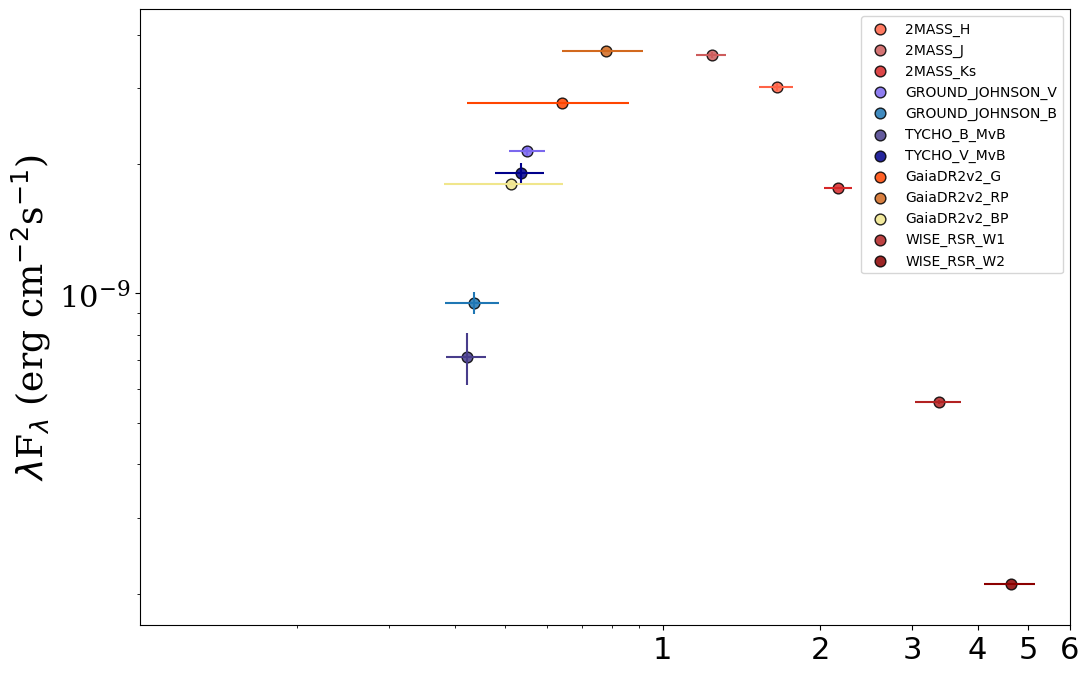 2MASS_H
2MASS_J
2MASS_Ks
GROUND_JOHNSON_V
GROUND_JOHNSON_B
TYCHO_B_MvB
TYCHO_V_MvB
GaiaDR2v2_G
GaiaDR2v2_RP
GaiaDR2v2_BP
WISE_RSR_W1
WISE_RSR_W2
λF_λ (erg cm⁻²s⁻¹)
10⁻⁹
1 2 3 4 5 6